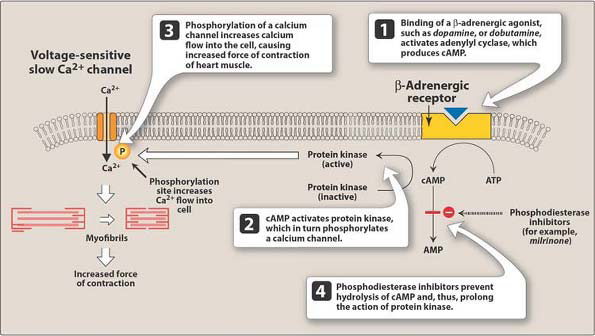 3
Phosphorylation of a calcium
channel increases calcium
flow into the cell, causing
increased force of contraction
of heart muscle.
1
Binding of a β-adrenergic agonist,
such as dopamine, or dobutamine,
activates adenylyl cyclase, which
produces cAMP.
Voltage-sensitive
slow Ca²⁺ channel
Ca²⁺
β-Adrenergic
receptor
P
Ca²⁺
Phosphorylation
site increases
Ca²⁺ flow into
cell
Protein kinase
(active)
Protein kinase
(inactive)
cAMP
ATP
2
cAMP activates protein kinase,
which in turn phosphorylates
a calcium channel.
Phosphodiesterase
inhibitors
(for example,
milrinone)
AMP
Myofibrils
Increased force
of contraction
4
Phosphodiesterase inhibitors prevent
hydrolysis of cAMP and, thus, prolong
the action of protein kinase.